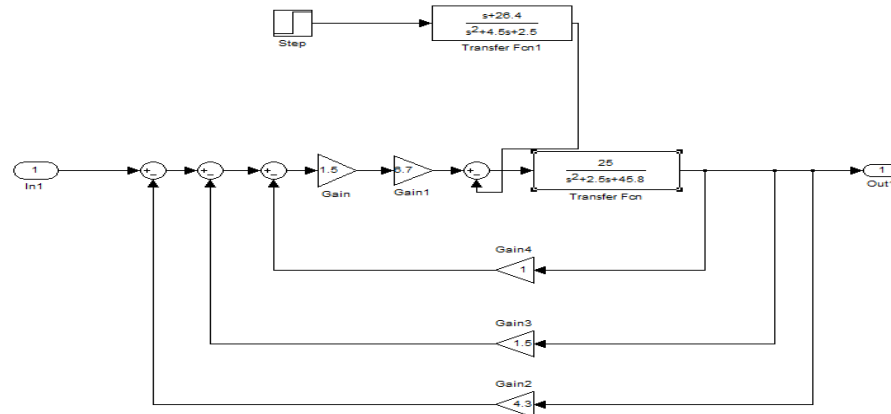 s+26.4
s²+4.5s+2.5
Step
Transfer Fcn1
1
In1
1.5
Gain
6.7
Gain1
25
s²+2.5s+45.8
Transfer Fcn
1
Out1
Gain4
1
Gain3
1.5
Gain2
4.3